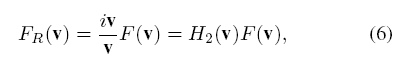 F_R(𝐯) = \frac{i𝐯}{𝐯} F(𝐯) = H_2(𝐯)F(𝐯), (6)